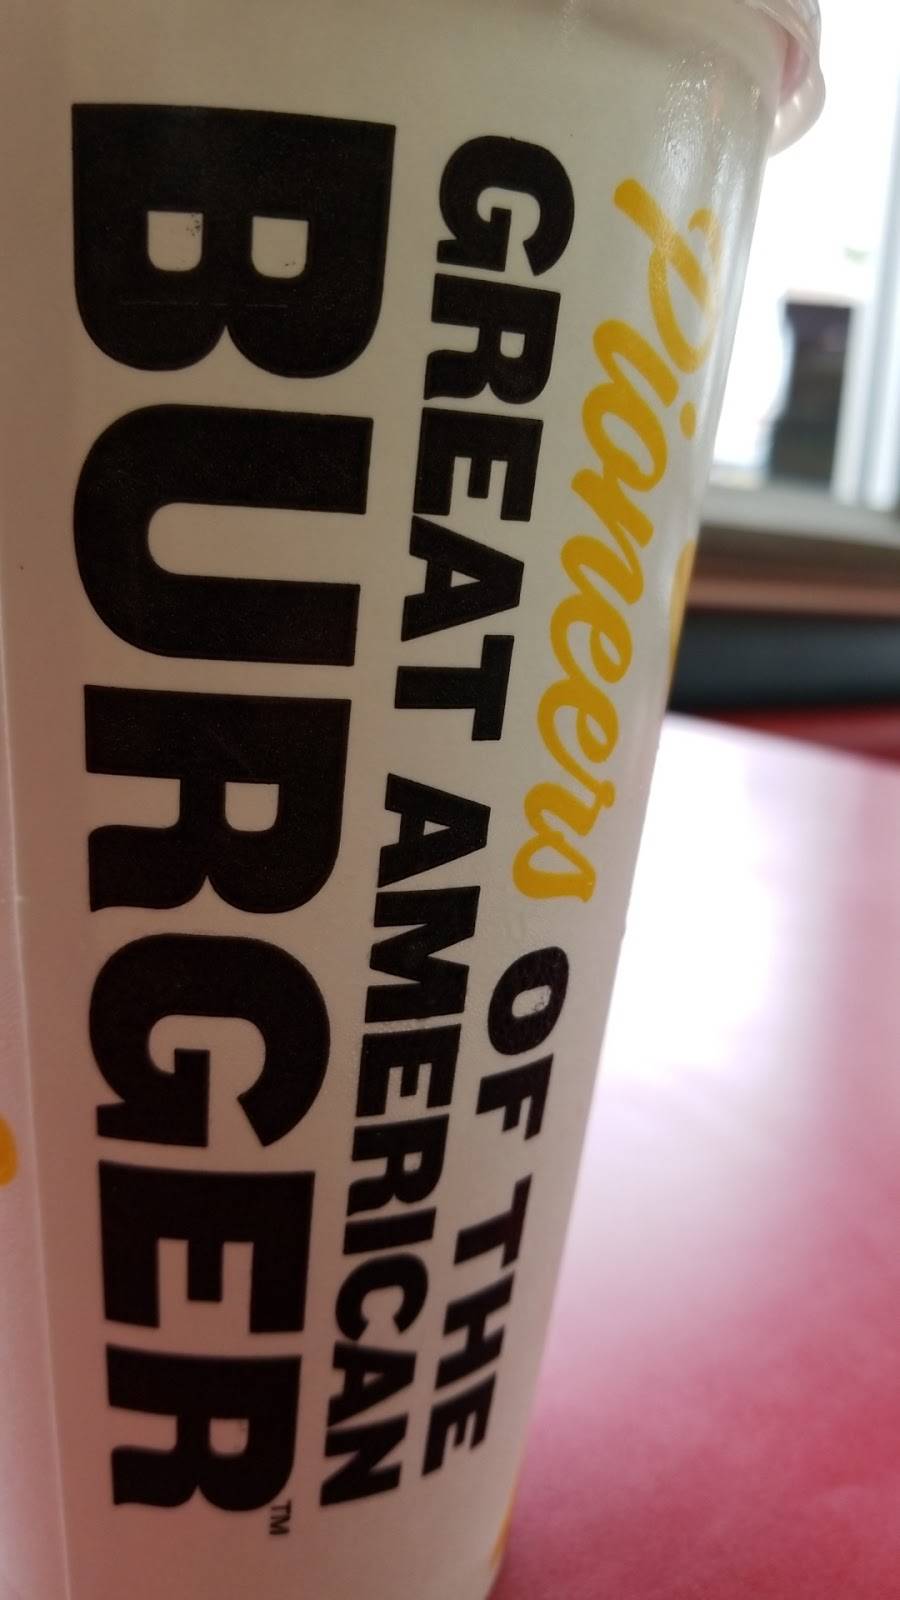 Pioneers OF THE
GREAT AMERICAN
BURGER™